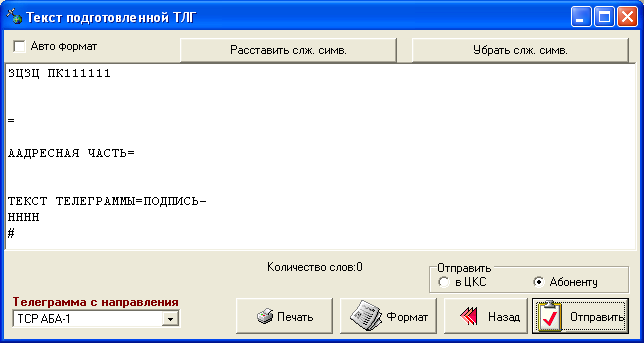 Текст подготовленной ТЛГ
Авто формат
Расставить слж. симв.
Убрать слж. симв.
ЗЦЗЦ ПК111111
=
ААДРЕСНАЯ ЧАСТЬ=
ТЕКСТ ТЕЛЕГРАММЫ=ПОДПИСЬ-
НННН
#
Количество слов:0
Отправить
в ЦКС
Абоненту
Телеграмма с направления
ТСР АБА-1
Печать
Формат
Назад
Отправить